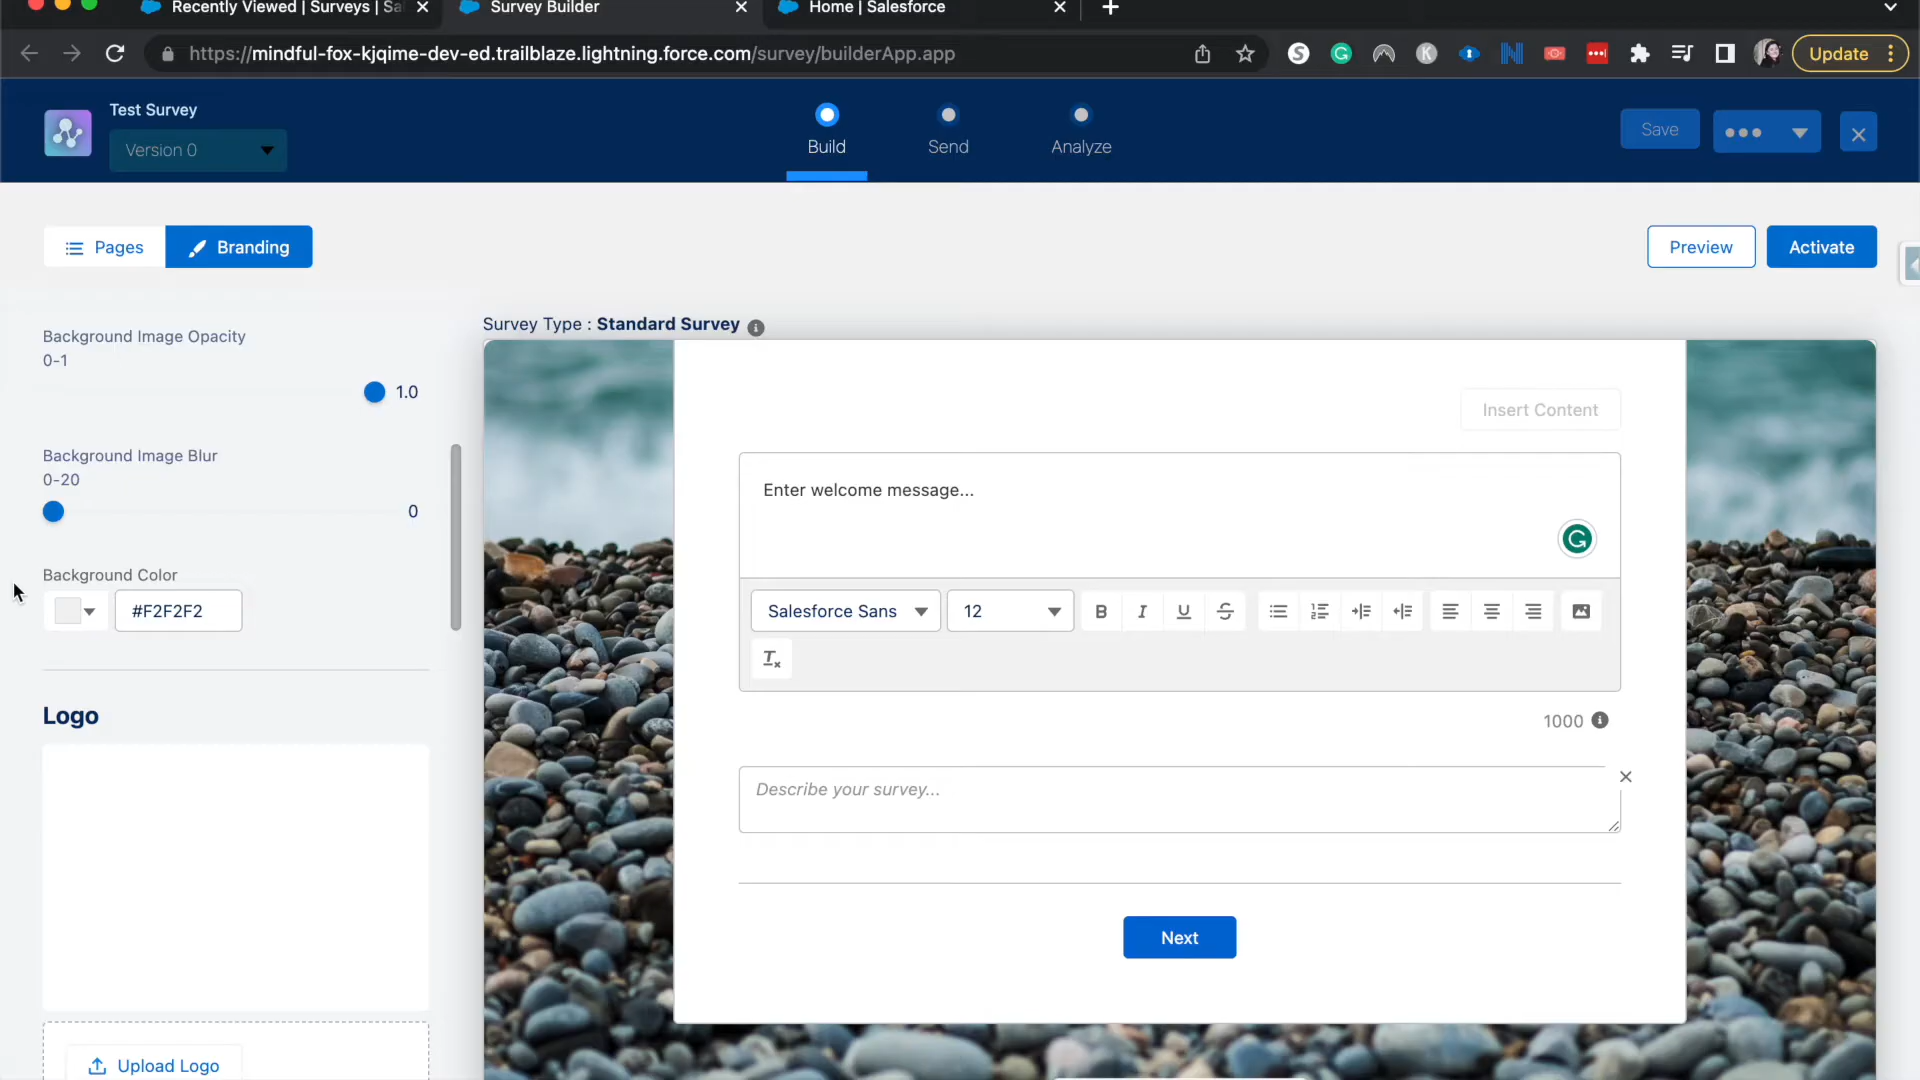 Recently Viewed | Surveys | Sa
Survey Builder
Home | Salesforce
https://mindful-fox-kjqime-dev-ed.trailblaze.lightning.force.com/survey/builderApp.app
Update
Test Survey
Version 0
Build
Send
Analyze
Save
Pages
Branding
Preview
Activate
Background Image Opacity
0-1
1.0
Background Image Blur
0-20
0
Background Color
#F2F2F2
Logo
Upload Logo
Survey Type : Standard Survey
Insert Content
Enter welcome message...
Salesforce Sans
12
1000
Describe your survey...
Next